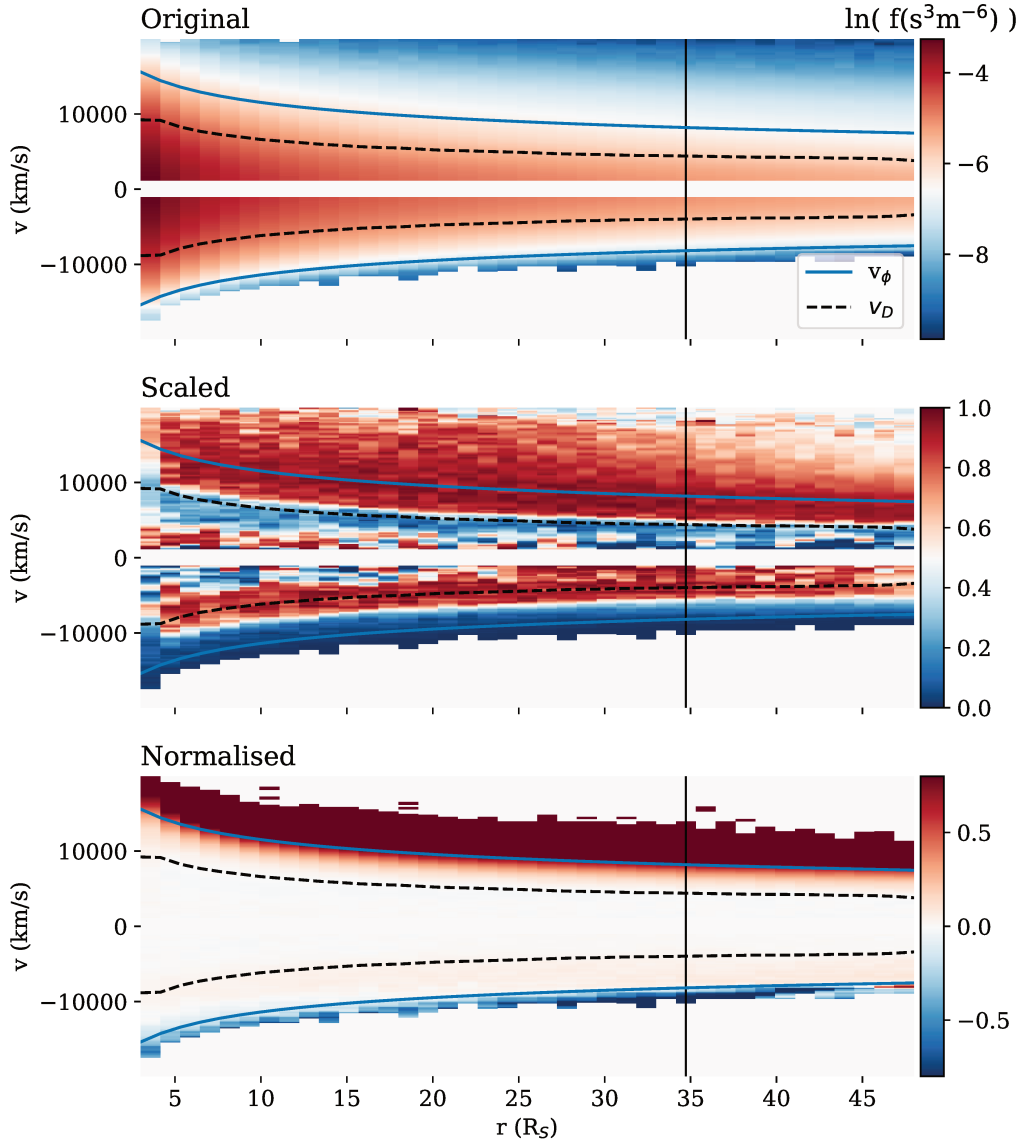 Original
ln( f(s³m⁻⁶) )
10000
0
−10000
v (km/s)
v_ϕ
v_D
−4
−6
−8
Scaled
10000
0
−10000
v (km/s)
1.0
0.8
0.6
0.4
0.2
0.0
Normalised
10000
0
−10000
v (km/s)
0.5
0.0
−0.5
5 10 15 20 25 30 35 40 45
r (R_S)